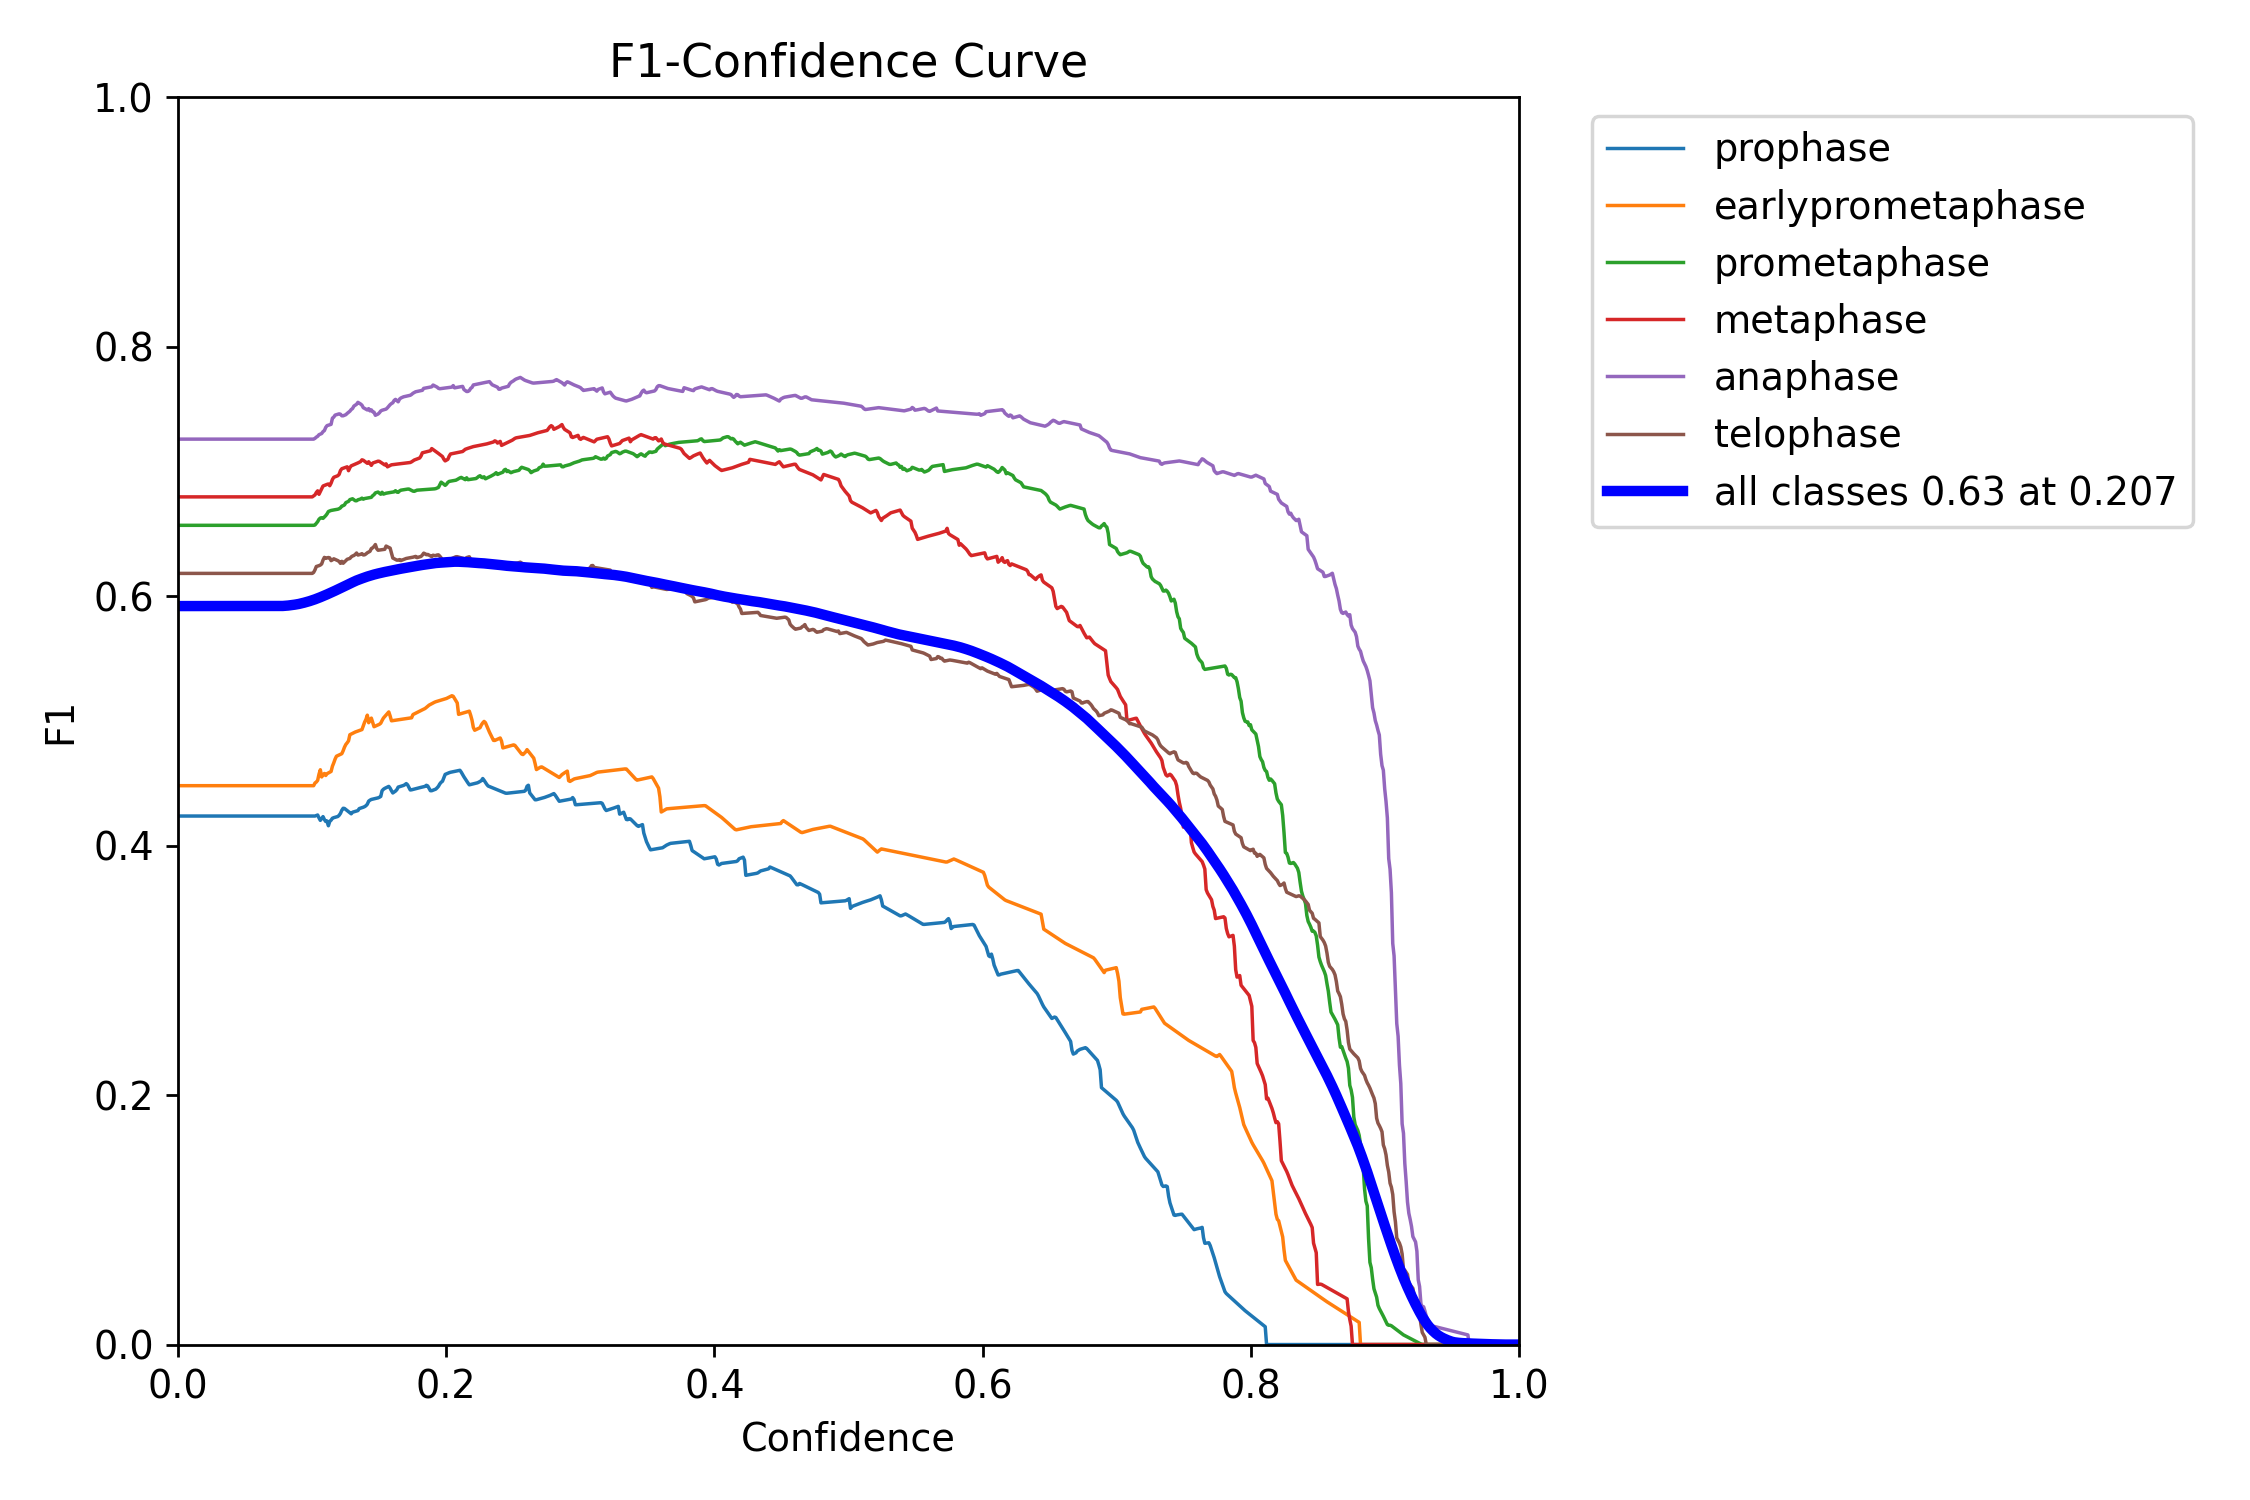 F1-Confidence Curve
1.0
0.8
0.6
0.4
0.2
0.0
F1
0.0 0.2 0.4 0.6 0.8 1.0
Confidence
prophase
earlyprometaphase
prometaphase
metaphase
anaphase
telophase
all classes 0.63 at 0.207